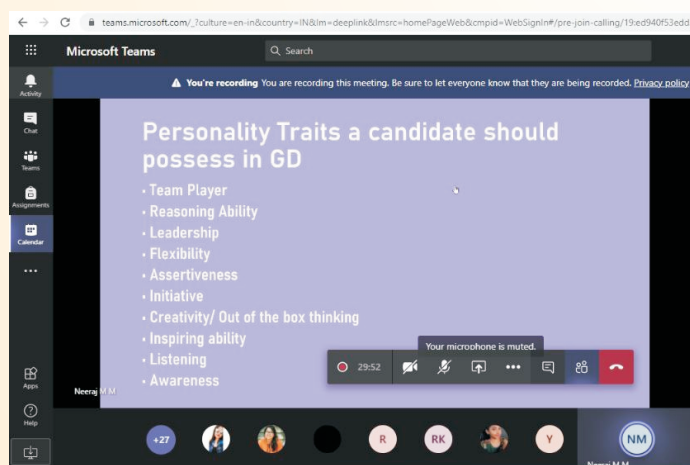 teams.microsoft.com/_?culture=en-in&country=IN&lm=deeplink&lmsrc=homePageWeb&cmpid=WebSignIn#/pre-join-calling/19:ed940f53edd
Microsoft Teams
Search
You're recording You are recording this meeting. Be sure to let everyone know that they are being recorded. Privacy policy
Activity
Chat
Teams
Assignments
Calendar
Apps
Help
Personality Traits a candidate should
possess in GD
• Team Player
• Reasoning Ability
• Leadership
• Flexibility
• Assertiveness
• Initiative
• Creativity/ Out of the box thinking
• Inspiring ability
• Listening
• Awareness
Your microphone is muted.
29:52
Neeraj M M
+27
R
RK
Y
NM
Neeraj M M